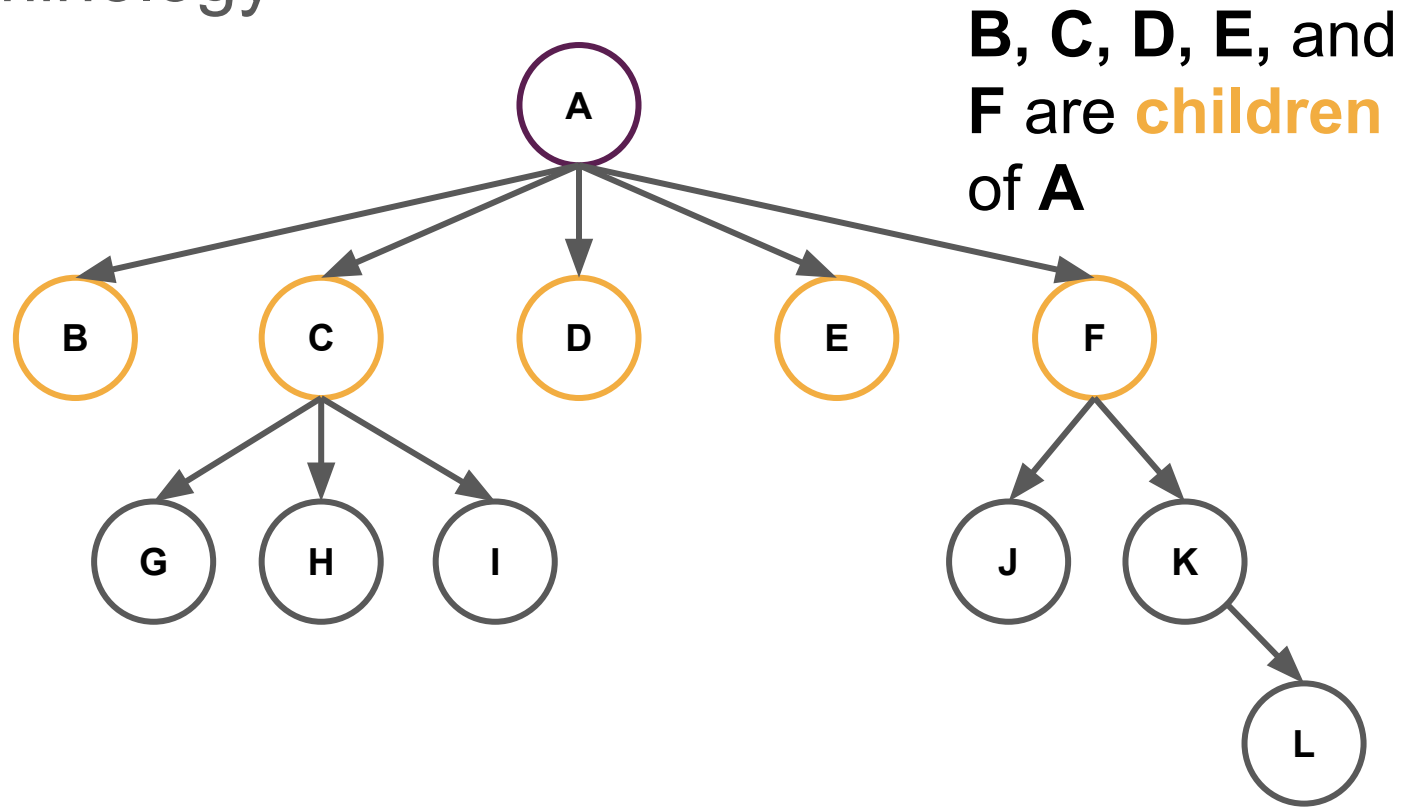 B, C, D, E, and
F are children
of A
A
B C D E F
G H I J K
L